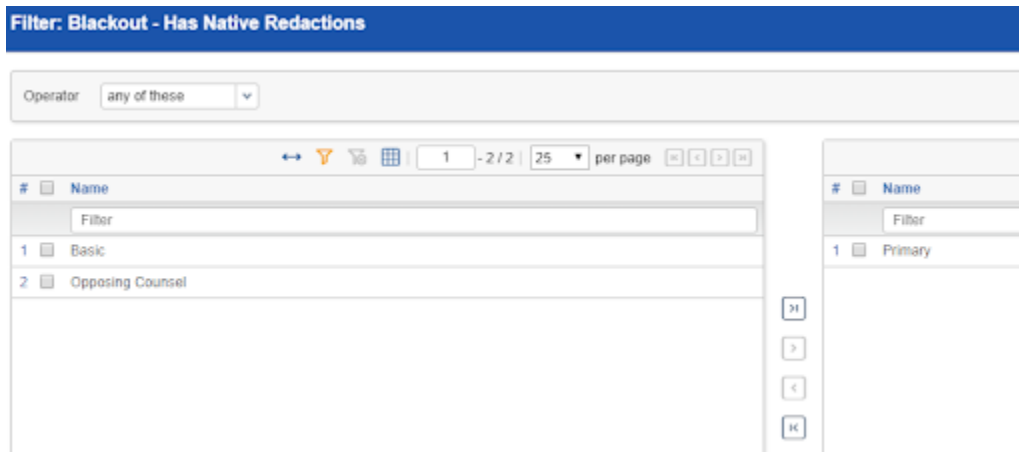 Filter: Blackout - Has Native Redactions
Operator any of these
1 - 2 / 2 25 per page
# Name
Filter
1 Basic
2 Opposing Counsel
# Name
Filter
1 Primary